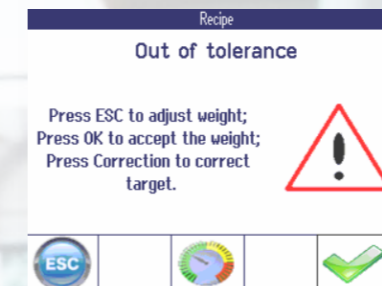 Recipe
Out of tolerance
Press ESC to adjust weight;
Press OK to accept the weight;
Press Correction to correct
target.
ESC